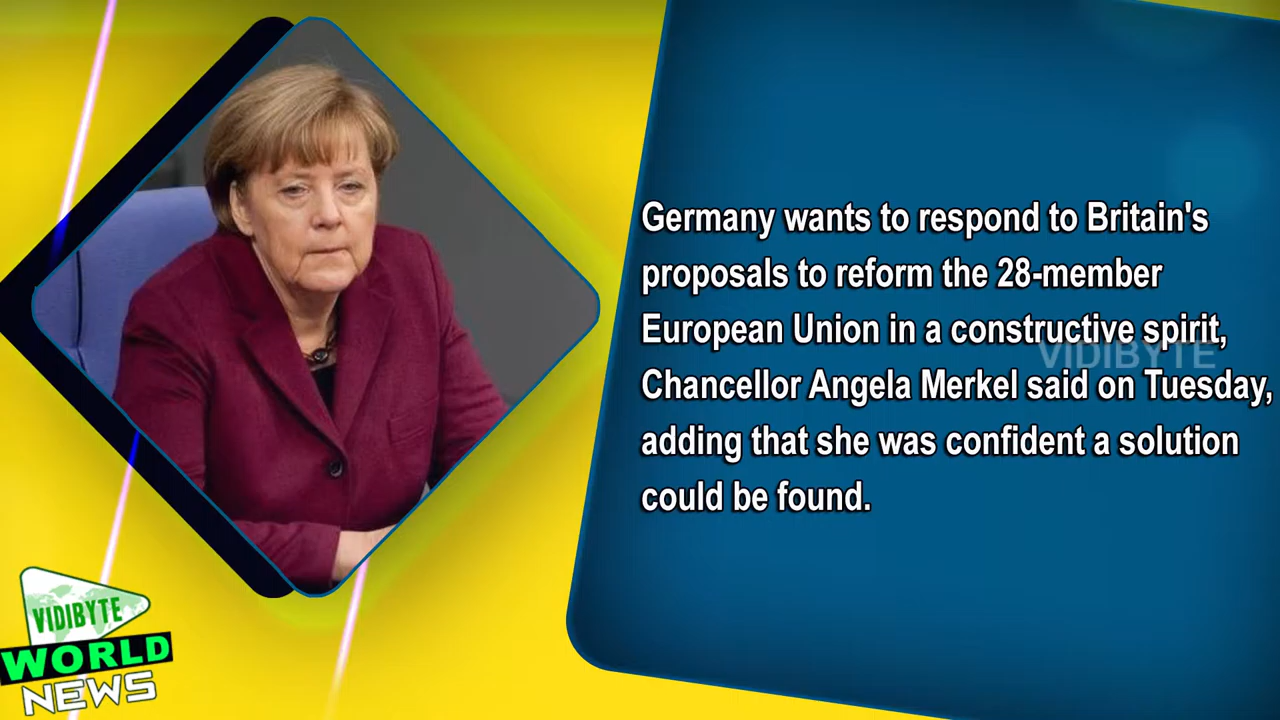 Germany wants to respond to Britain's
proposals to reform the 28-member
European Union in a constructive spirit,
VIDIBYTE
Chancellor Angela Merkel said on Tuesday,
adding that she was confident a solution
could be found.
VIDIBYTE
WORLD
NEWS